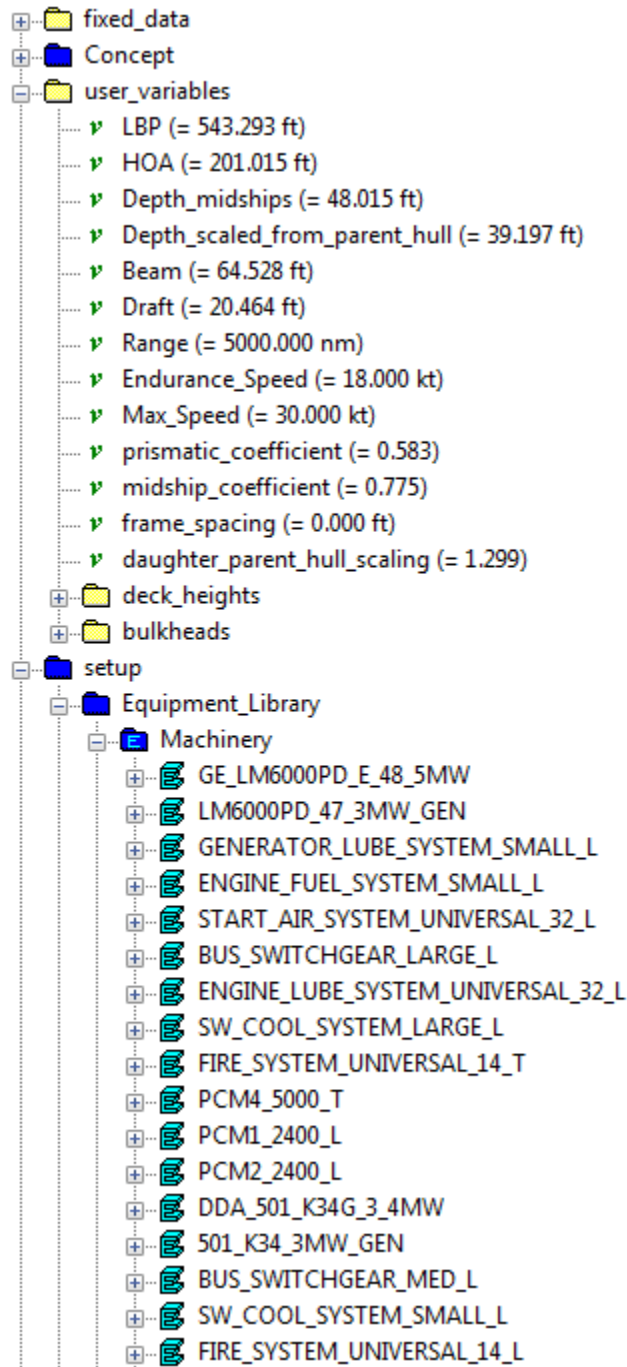 fixed_data
Concept
user_variables
LBP (= 543.293 ft)
HOA (= 201.015 ft)
Depth_midships (= 48.015 ft)
Depth_scaled_from_parent_hull (= 39.197 ft)
Beam (= 64.528 ft)
Draft (= 20.464 ft)
Range (= 5000.000 nm)
Endurance_Speed (= 18.000 kt)
Max_Speed (= 30.000 kt)
prismatic_coefficient (= 0.583)
midship_coefficient (= 0.775)
frame_spacing (= 0.000 ft)
daughter_parent_hull_scaling (= 1.299)
deck_heights
bulkheads
setup
Equipment_Library
Machinery
GE_LM6000PD_E_48_5MW
LM6000PD_47_3MW_GEN
GENERATOR_LUBE_SYSTEM_SMALL_L
ENGINE_FUEL_SYSTEM_SMALL_L
START_AIR_SYSTEM_UNIVERSAL_32_L
BUS_SWITCHGEAR_LARGE_L
ENGINE_LUBE_SYSTEM_UNIVERSAL_32_L
SW_COOL_SYSTEM_LARGE_L
FIRE_SYSTEM_UNIVERSAL_14_T
PCM4_5000_T
PCM1_2400_L
PCM2_2400_L
DDA_501_K34G_3_4MW
501_K34_3MW_GEN
BUS_SWITCHGEAR_MED_L
SW_COOL_SYSTEM_SMALL_L
FIRE_SYSTEM_UNIVERSAL_14_L